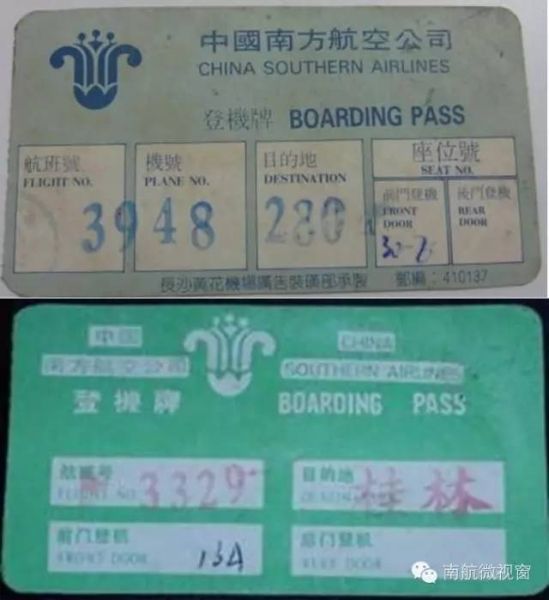 中國南方航空公司
CHINA SOUTHERN AIRLINES
登機牌 BOARDING PASS
航班號 機號 目的地 座位號
FLIGHT NO. PLANE NO. DESTINATION SEAT NO.
前門登機 後門登機
FRONT DOOR REAR DOOR
3948 280
長沙黃花機場廣告裝璜部承製 郵編:410137
中国 CHINA
南方航空公司 SOUTHERN AIRLINES
登機牌 BOARDING PASS
航班号 目的地
FLIGHT NO 3329 桂林
前门登机 后门登机
FRONT DOOR 13A
南航微视窗